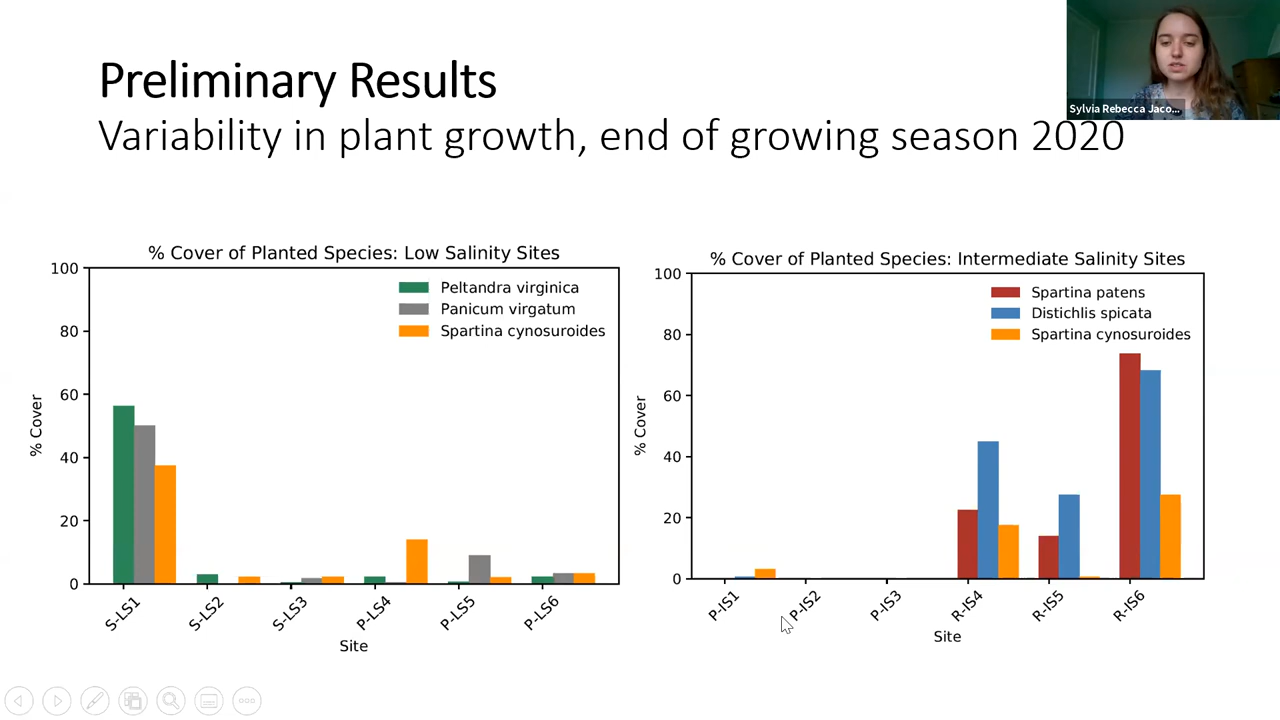 Preliminary Results
Variability in plant growth, end of growing season 2020
Sylvia Rebecca Jaco...
% Cover of Planted Species: Low Salinity Sites
100
80
60
40
20
0
% Cover
Peltandra virginica
Panicum virgatum
Spartina cynosuroides
S-LS1
S-LS2
S-LS3
P-LS4
P-LS5
P-LS6
Site
% Cover of Planted Species: Intermediate Salinity Sites
100
80
60
40
20
0
% Cover
Spartina patens
Distichlis spicata
Spartina cynosuroides
P-IS1
P-IS2
P-IS3
R-IS4
R-IS5
R-IS6
Site